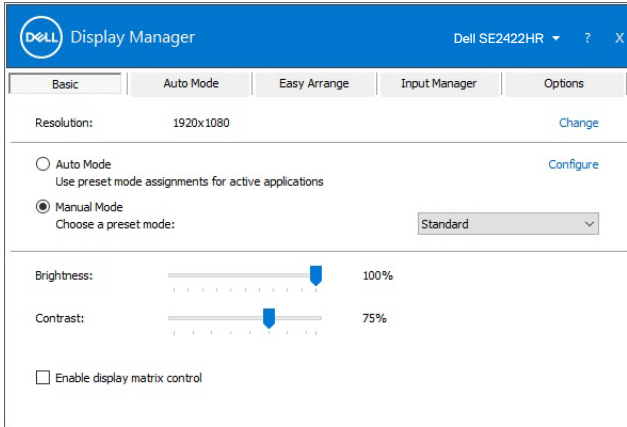 DELL Display Manager Dell SE2422HR ? X
Basic Auto Mode Easy Arrange Input Manager Options
Resolution: 1920x1080 Change
Auto Mode Configure
Use preset mode assignments for active applications
Manual Mode
Choose a preset mode: Standard
Brightness: 100%
Contrast: 75%
Enable display matrix control